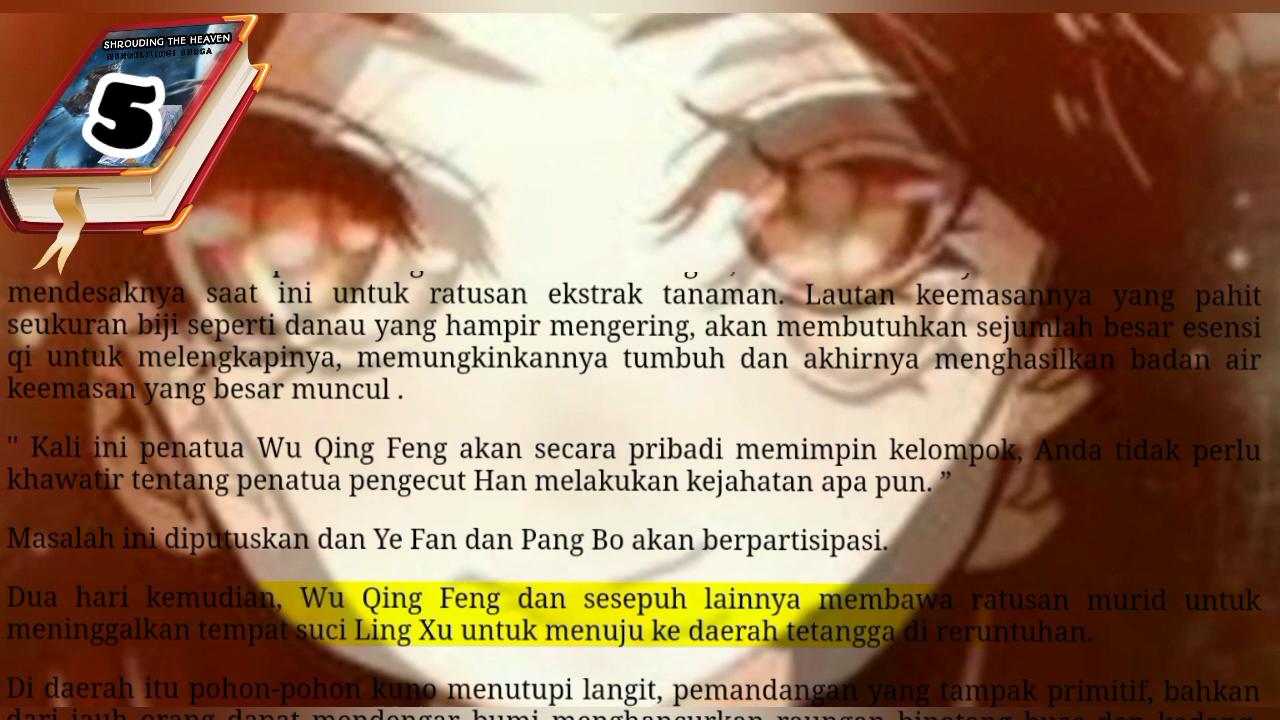 SHROUDING THE HEAVEN
5
mendesaknya saat ini untuk ratusan ekstrak tanaman. Lautan keemasannya yang pahit
seukuran biji seperti danau yang hampir mengering, akan membutuhkan sejumlah besar esensi
qi untuk melengkapinya, memungkinkannya tumbuh dan akhirnya menghasilkan badan air
keemasan yang besar muncul .
" Kali ini penatua Wu Qing Feng akan secara pribadi memimpin kelompok, Anda tidak perlu
khawatir tentang penatua pengecut Han melakukan kejahatan apa pun. ”
Masalah ini diputuskan dan Ye Fan dan Pang Bo akan berpartisipasi.
Dua hari kemudian, Wu Qing Feng dan sesepuh lainnya membawa ratusan murid untuk
meninggalkan tempat suci Ling Xu untuk menuju ke daerah tetangga di reruntuhan.
Di daerah itu pohon-pohon kuno menutupi langit, pemandangan yang tampak primitif, bahkan